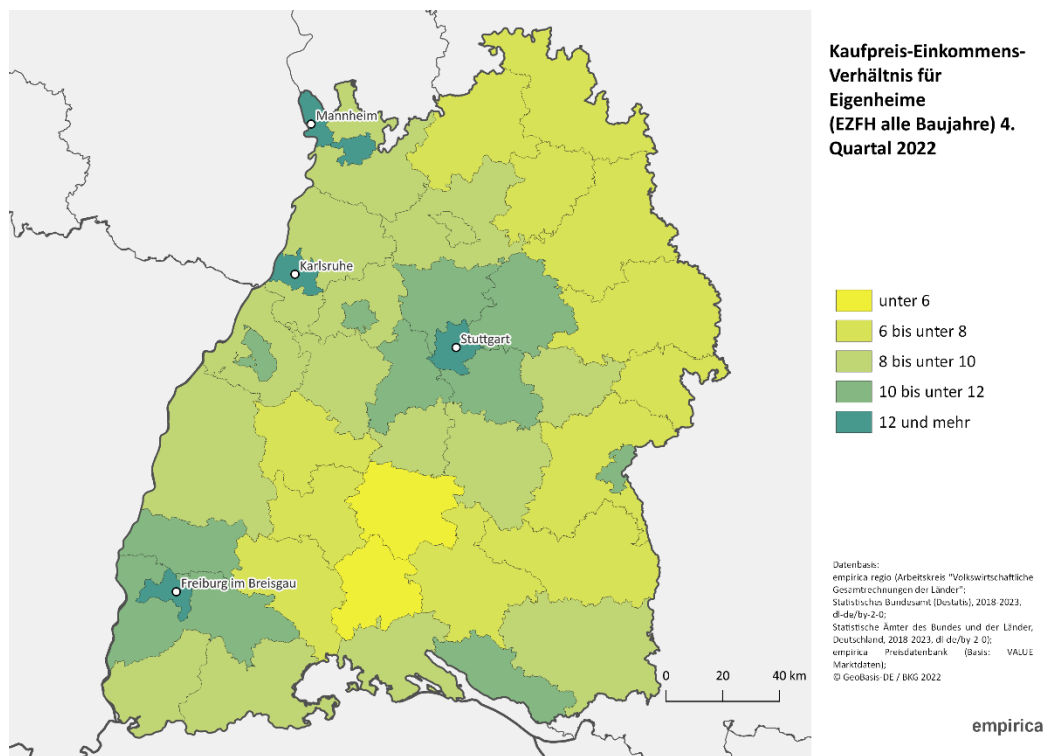 Kaufpreis-Einkommens-
Verhältnis für
Eigenheime
(EZFH alle Baujahre) 4.
Quartal 2022
Mannheim
Karlsruhe
Stuttgart
Freiburg im Breisgau
unter 6
6 bis unter 8
8 bis unter 10
10 bis unter 12
12 und mehr
0 20 40 km
Datenbasis:
empirica regio (Arbeitskreis "Volkswirtschaftliche
Gesamtrechnungen der Länder";
Statistisches Bundesamt (Destatis), 2018-2023,
dl-de/by-2-0;
Statistische Ämter des Bundes und der Länder,
Deutschland, 2018-2023, dl-de/by-2-0);
empirica Preisdatenbank (Basis: VALUE
Marktdaten);
© GeoBasis-DE / BKG 2022
empirica